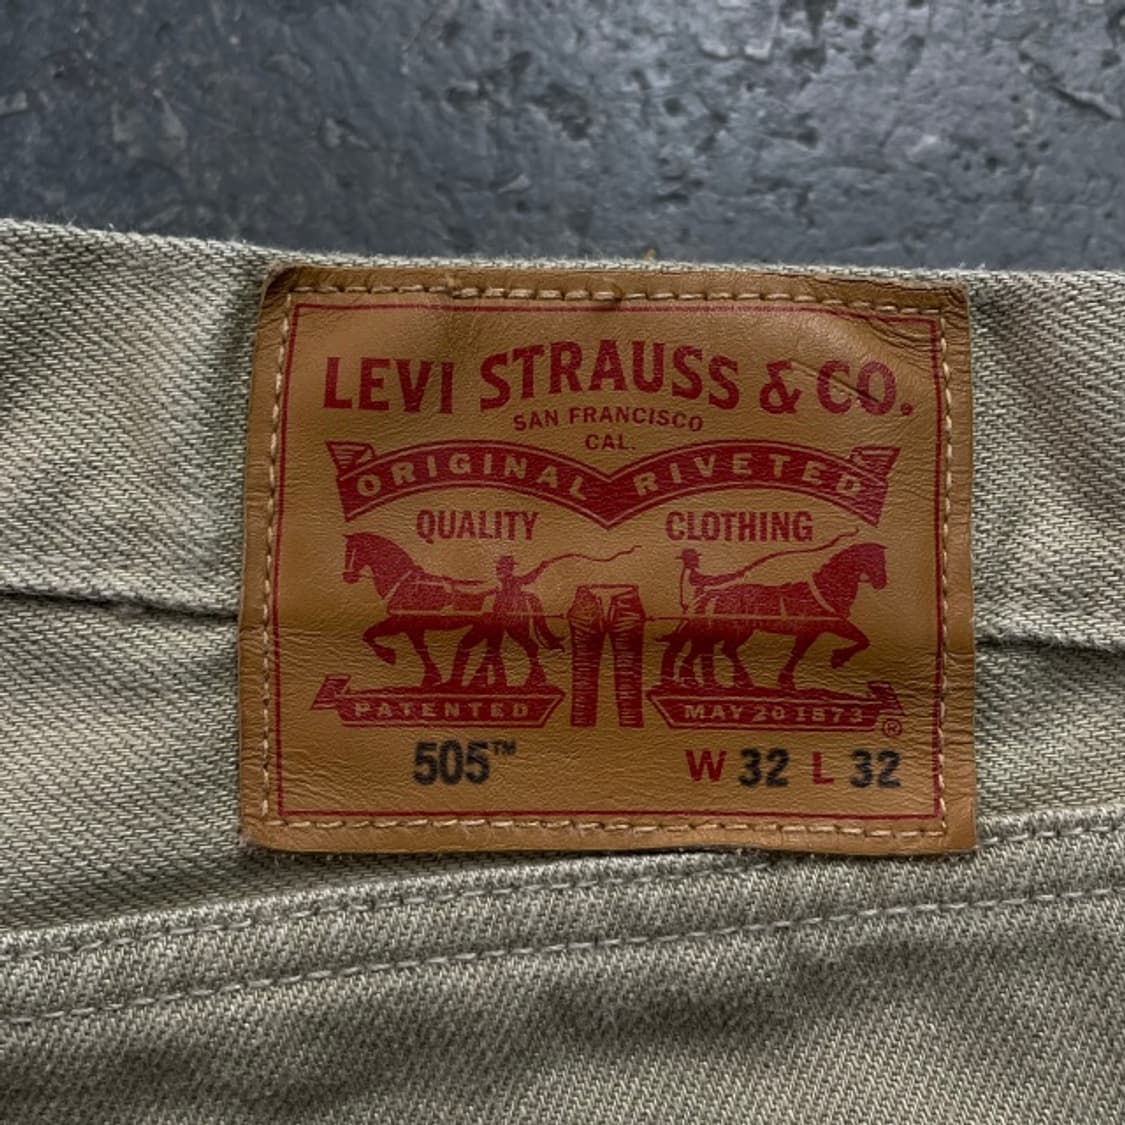 LEVI STRAUSS & CO.
SAN FRANCISCO
CAL.
ORIGINAL RIVETED
QUALITY CLOTHING
PATENTED MAY 20 1873 ®
505™ W 32 L 32